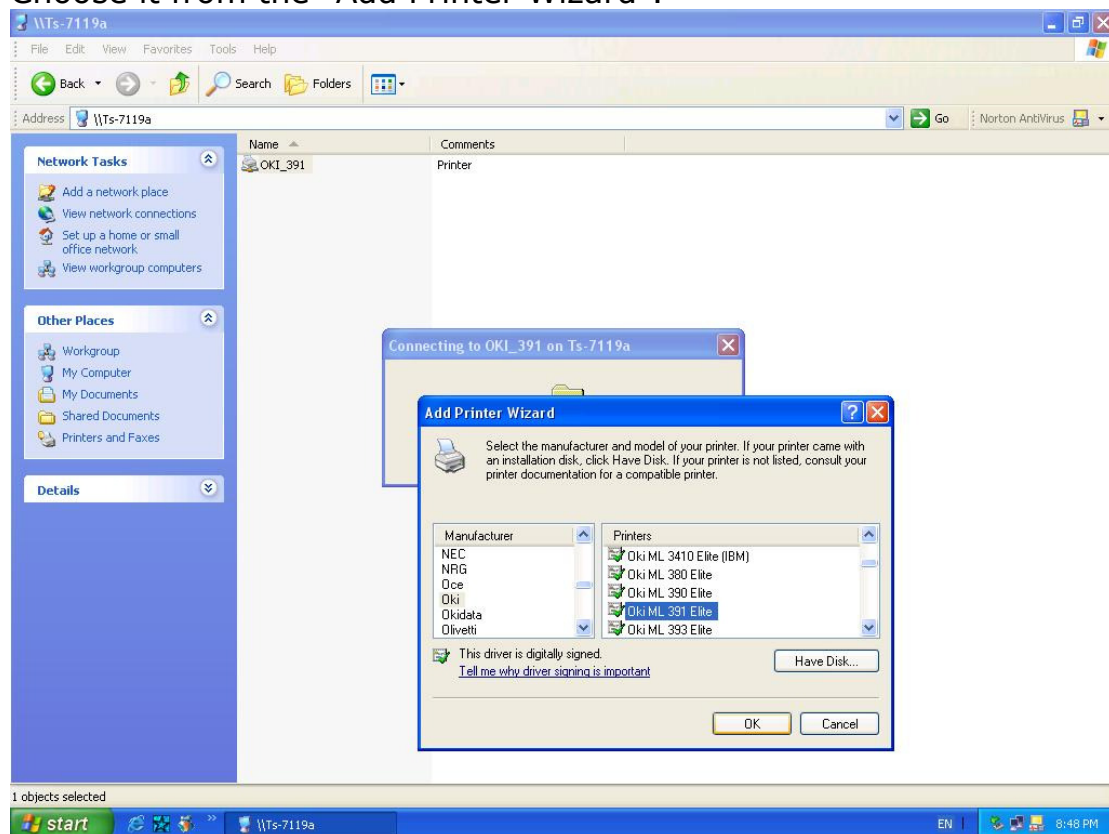 Choose it from the "Add Printer Wizard".
\\Ts-7119a
File Edit View Favorites Tools Help
Back Search Folders
Address \\Ts-7119a Go Norton AntiVirus
Name Comments
OKI_391 Printer
Network Tasks
Add a network place
View network connections
Set up a home or small
office network
View workgroup computers
Other Places
Workgroup
My Computer
My Documents
Shared Documents
Printers and Faxes
Details
Connecting to OKI_391 on Ts-7119a
Add Printer Wizard
Select the manufacturer and model of your printer. If your printer came with
an installation disk, click Have Disk. If your printer is not listed, consult your
printer documentation for a compatible printer.
Manufacturer
NEC
NRG
Oce
Oki
Okidata
Olivetti
Printers
Oki ML 3410 Elite (IBM)
Oki ML 380 Elite
Oki ML 390 Elite
Oki ML 391 Elite
Oki ML 393 Elite
This driver is digitally signed.
Tell me why driver signing is important
Have Disk...
OK Cancel
1 objects selected
start \\Ts-7119a EN 8:48 PM